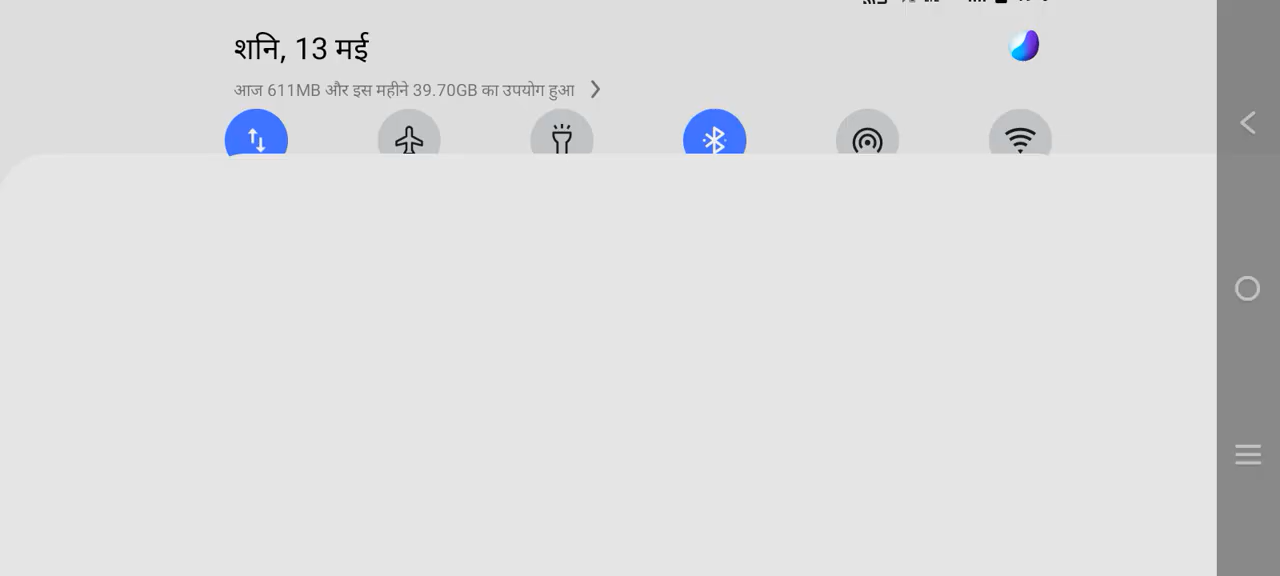 शनि, 13 मई
आज 611MB और इस महीने 39.70GB का उपयोग हुआ